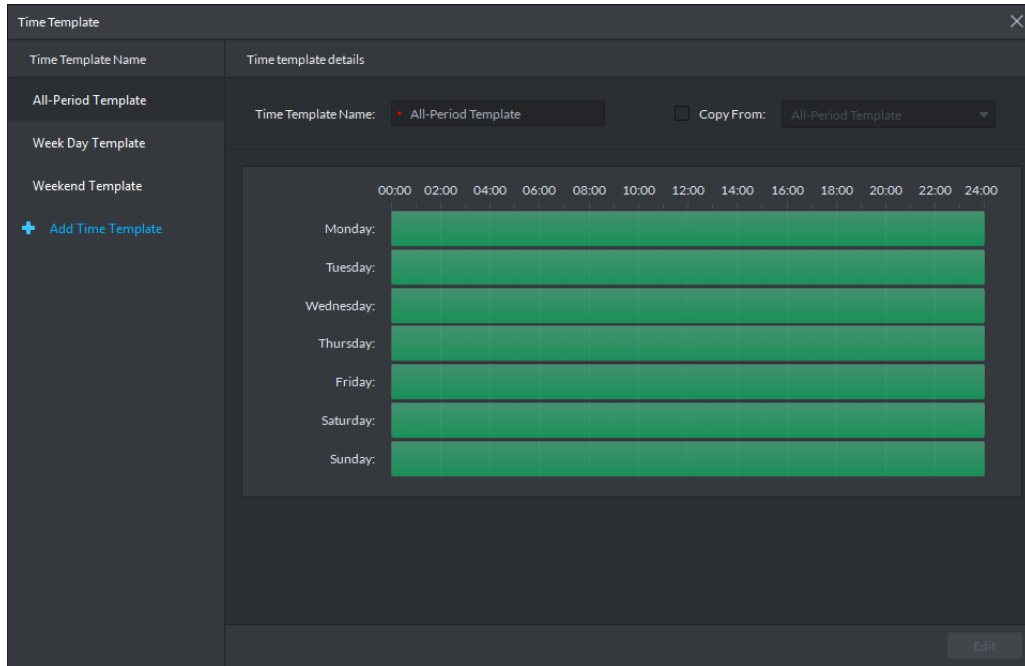 Time Template
Time Template Name
Time template details
All-Period Template
Week Day Template
Weekend Template
Add Time Template
Time Template Name: * All-Period Template
Copy From: All-Period Template
00:00 02:00 04:00 06:00 08:00 10:00 12:00 14:00 16:00 18:00 20:00 22:00 24:00
Monday:
Tuesday:
Wednesday:
Thursday:
Friday:
Saturday:
Sunday:
Edit